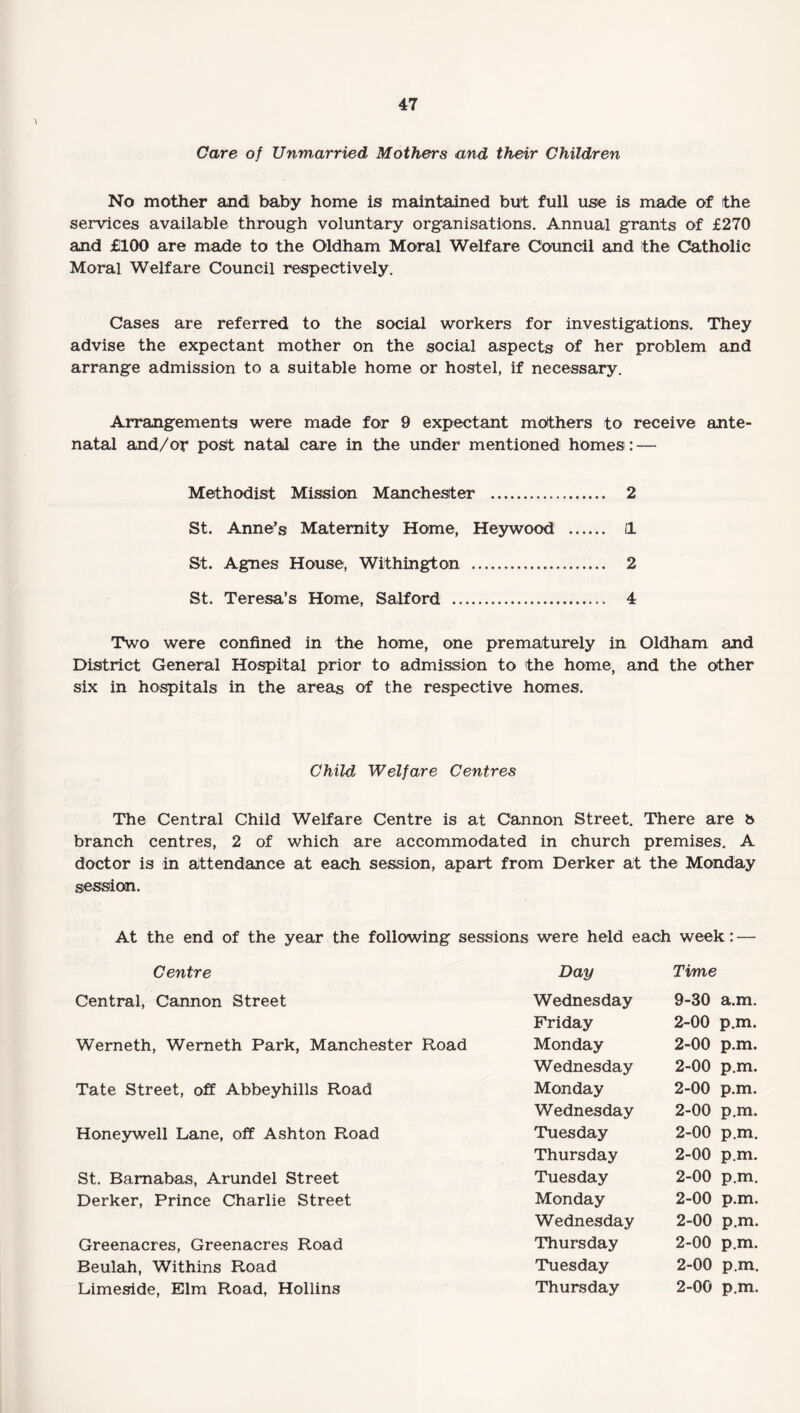 47
Care of Unmarried Mothers and their Children
No mother and baby home is maintained but full use is made of the
services available through voluntary organisations. Annual grants of £270
and £100 are made to the Oldham Moral Welfare Council and the Catholic
Moral Welfare Council respectively.
Cases are referred to the social workers for investigations. They
advise the expectant mother on the social aspects of her problem and
arrange admission to a suitable home or hostel, if necessary.
Arrangements were made for 9 expectant mothers to receive ante-
natal and/or post natal care in the under mentioned homes:—
Methodist Mission Manchester ................... 2
St. Anne's Maternity Home, Heywood ...... 1
St. Agnes House, Withington ...................... 2
St. Teresa's Home, Salford ......................... 4
Two were confined in the home, one prematurely in Oldham and
District General Hospital prior to admission to the home, and the other
six in hospitals in the areas of the respective homes.
Child Welfare Centres
The Central Child Welfare Centre is at Cannon Street. There are
branch centres, 2 of which are accommodated in church premises. A
doctor is in attendance at each session, apart from Derker at the Monday
session.
At the end of the year the following sessions were held each week:—
Centre Day Time
Central, Cannon Street Wednesday 9-30 a.m.
Friday 2-00 p.m.
Werneth, Werneth Park, Manchester Road Monday 2-00 p.m.
Wednesday 2-00 p.m.
Tate Street, off Abbeyhills Road Monday 2-00 p.m.
Wednesday 2-00 p.m.
Honeywell Lane, off Ashton Road Tuesday 2-00 p.m.
Thursday 2-00 p.m.
St. Barnabas, Arundel Street Tuesday 2-00 p.m.
Derker, Prince Charlie Street Monday 2-00 p.m.
Wednesday 2-00 p.m.
Greenacres, Greenacres Road Thursday 2-00 p.m.
Beulah, Withins Road Tuesday 2-00 p.m.
Limeside, Elm Road, Hollins Thursday 2-00 p.m.